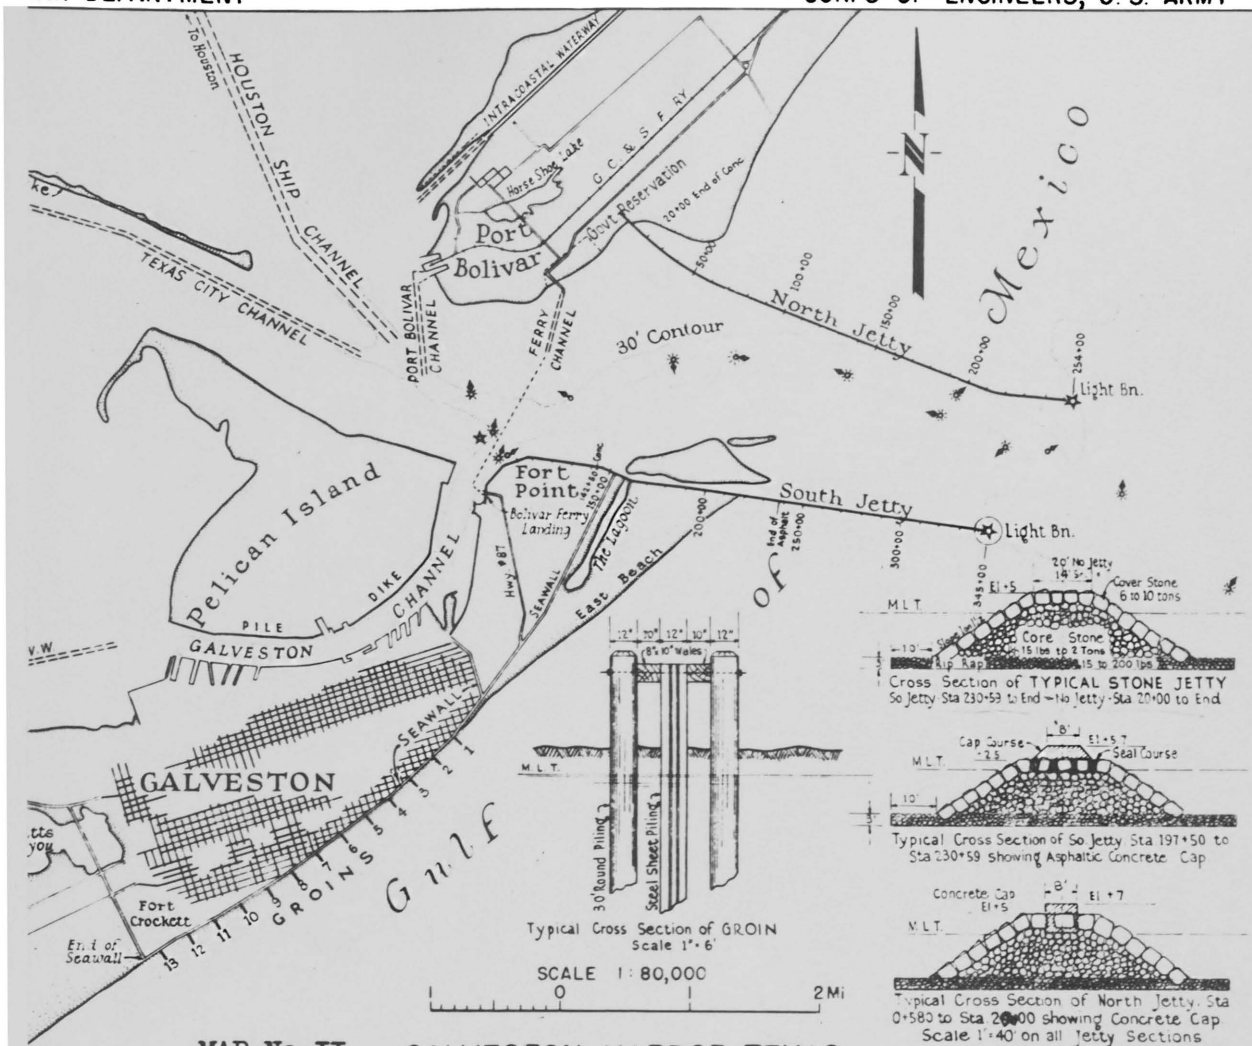 DEPARTMENT
CORPS OF ENGINEERS, U. S. ARMY
To Houston
HOUSTON SHIP CHANNEL
INTRACOASTAL WATERWAY
G. C. & S. F. RY
Horse Shoe Lake
Gov't Reservation
20+00 End of Conc
Port
Bolivar
N
Mexico
TEXAS CITY CHANNEL
PORT BOLIVAR
CHANNEL
FERRY
CHANNEL
30' Contour
50+00
100+00
North Jetty
150+00
200+00
254+00
Light Bn.
Pelican Island
Fort
Point
Bolivar Ferry
Landing
150+00
Hwy #87
SEAWALL
The Lagoon
East Beach
200+00
South Jetty
End of
Asphalt
250+00
300+00
345+00
Light Bn.
PILE DIKE
GALVESTON CHANNEL
V.W
SEAWALL
GALVESTON
Fort
Crockett
End of
Seawall
GROINS
1
2
3
4
5
6
7
8
9
10
11
12
13
Gulf
of
12" 10" 12" 10" 12"
8"x10" Wales
M.L.T.
30' Round Piling
Steel Sheet Piling
Typical Cross Section of GROIN
Scale 1"=6'
SCALE 1:80,000
0 2 Mi
20' No Jetty
El+5
Cover Stone
6 to 10 tons
M.L.T.
Core Stone
15 lbs to 2 Tons
10'
Rip Rap
15 to 200 lbs
Cross Section of TYPICAL STONE JETTY
So Jetty-Sta 230+59 to End - No Jetty-Sta 20+00 to End
8'
Cap Course
El+5.7
+2.5
Seal Course
M.L.T.
10'
Typical Cross Section of So. Jetty. Sta 197+50 to
Sta 230+59 showing Asphaltic Concrete Cap
Concrete Cap
8'
El+5
El+7
M.L.T.
Typical Cross Section of North Jetty. Sta
0+580 to Sta 20+00 showing Concrete Cap
Scale 1"=40' on all Jetty Sections